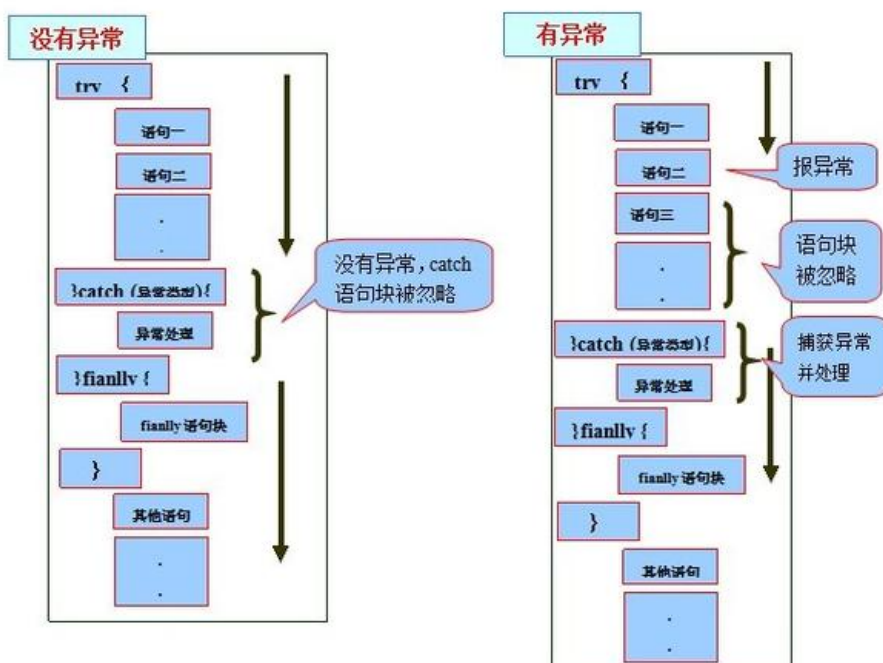 没有异常
try {
语句一
语句二
.
.
}catch (异常类型){
异常处理
}fianlly {
fianlly 语句块
}
其他语句
.
.
没有异常，catch
语句块被忽略
有异常
try {
语句一
语句二
语句三
.
.
}catch (异常类型){
异常处理
}fianlly {
fianlly 语句块
}
其他语句
.
.
报异常
语句块
被忽略
捕获异常
并处理